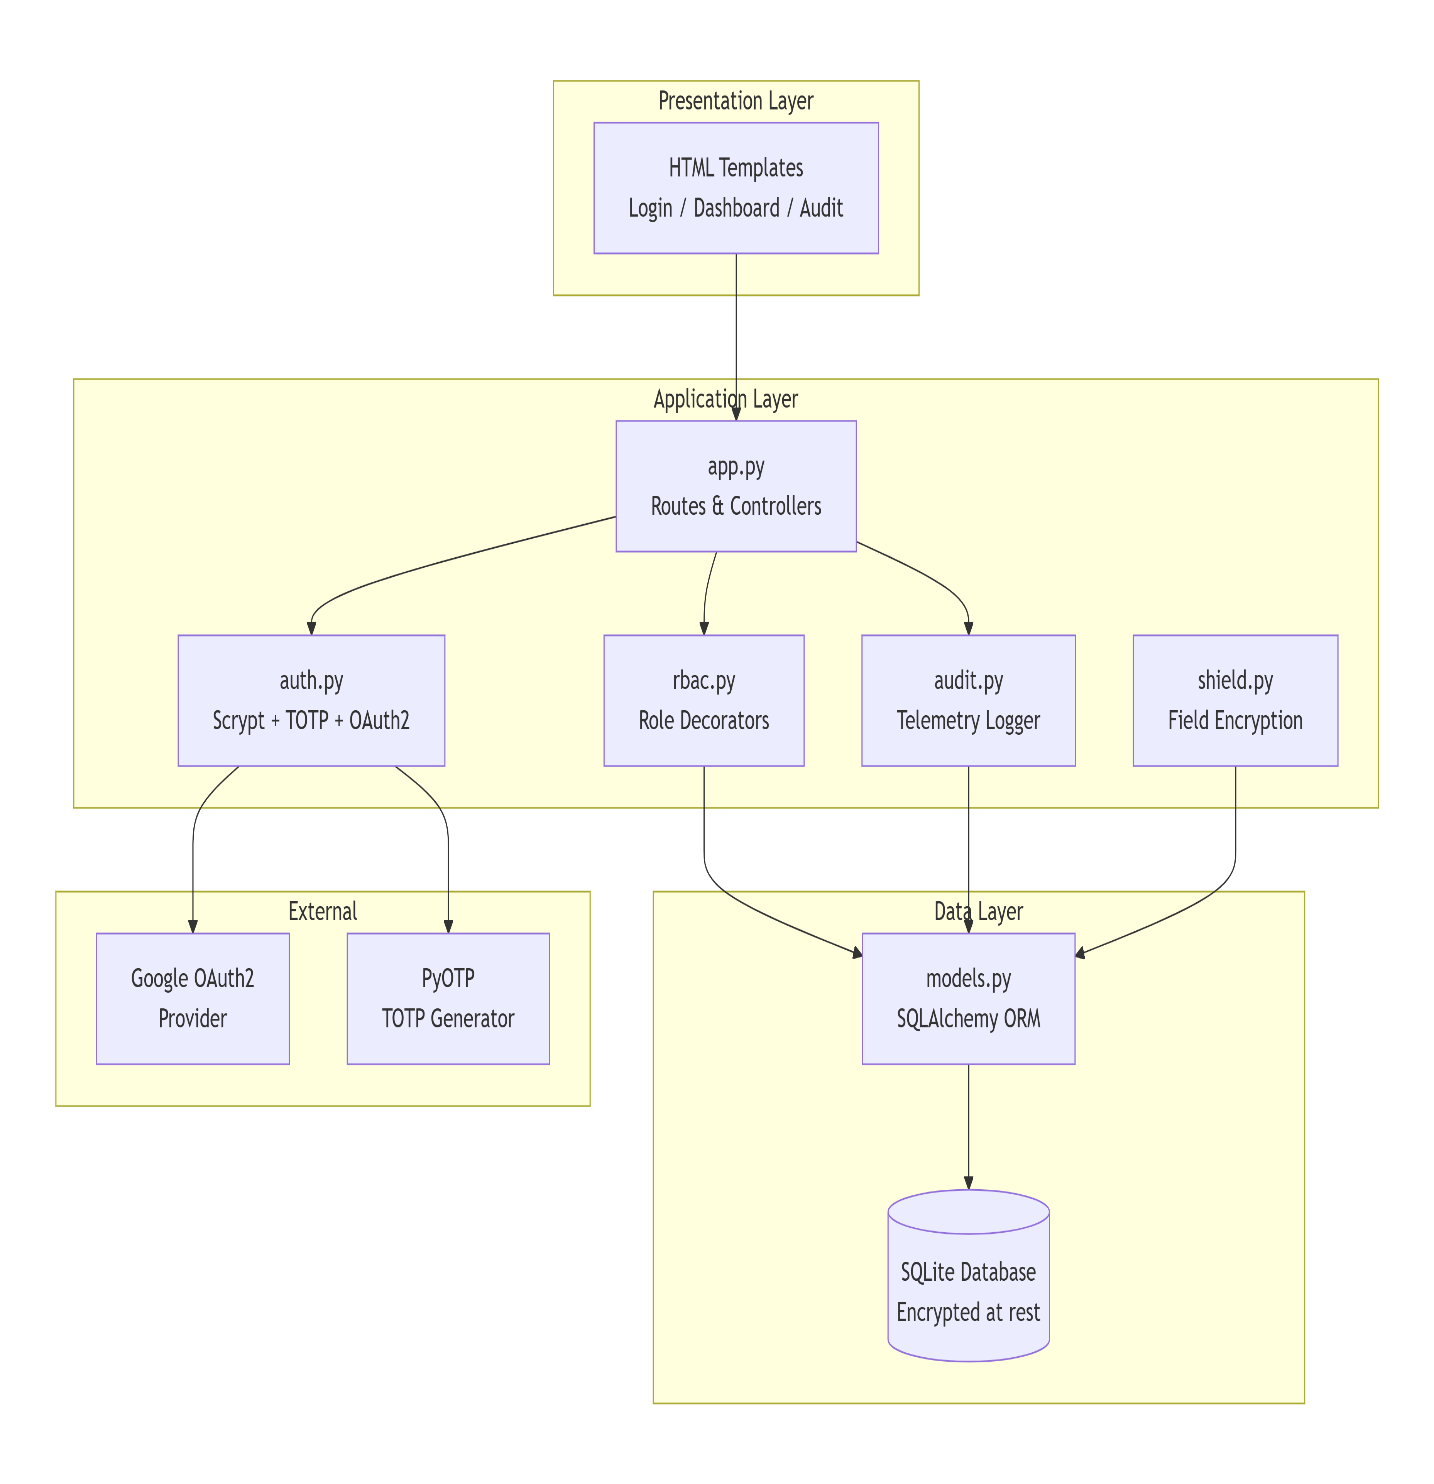 Presentation Layer
HTML Templates
Login / Dashboard / Audit
Application Layer
app.py
Routes & Controllers
auth.py
Scrypt + TOTP + OAuth2
rbac.py
Role Decorators
audit.py
Telemetry Logger
shield.py
Field Encryption
External
Google OAuth2
Provider
PyOTP
TOTP Generator
Data Layer
models.py
SQLAlchemy ORM
SQLite Database
Encrypted at rest